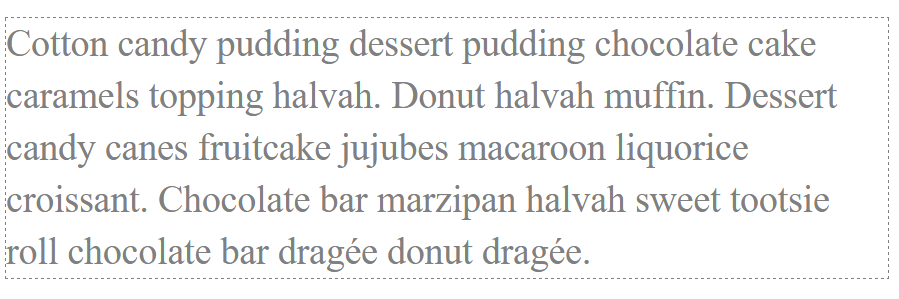 Cotton candy pudding dessert pudding chocolate cake
caramels topping halvah. Donut halvah muffin. Dessert
candy canes fruitcake jujubes macaroon liquorice
croissant. Chocolate bar marzipan halvah sweet tootsie
roll chocolate bar dragée donut dragée.